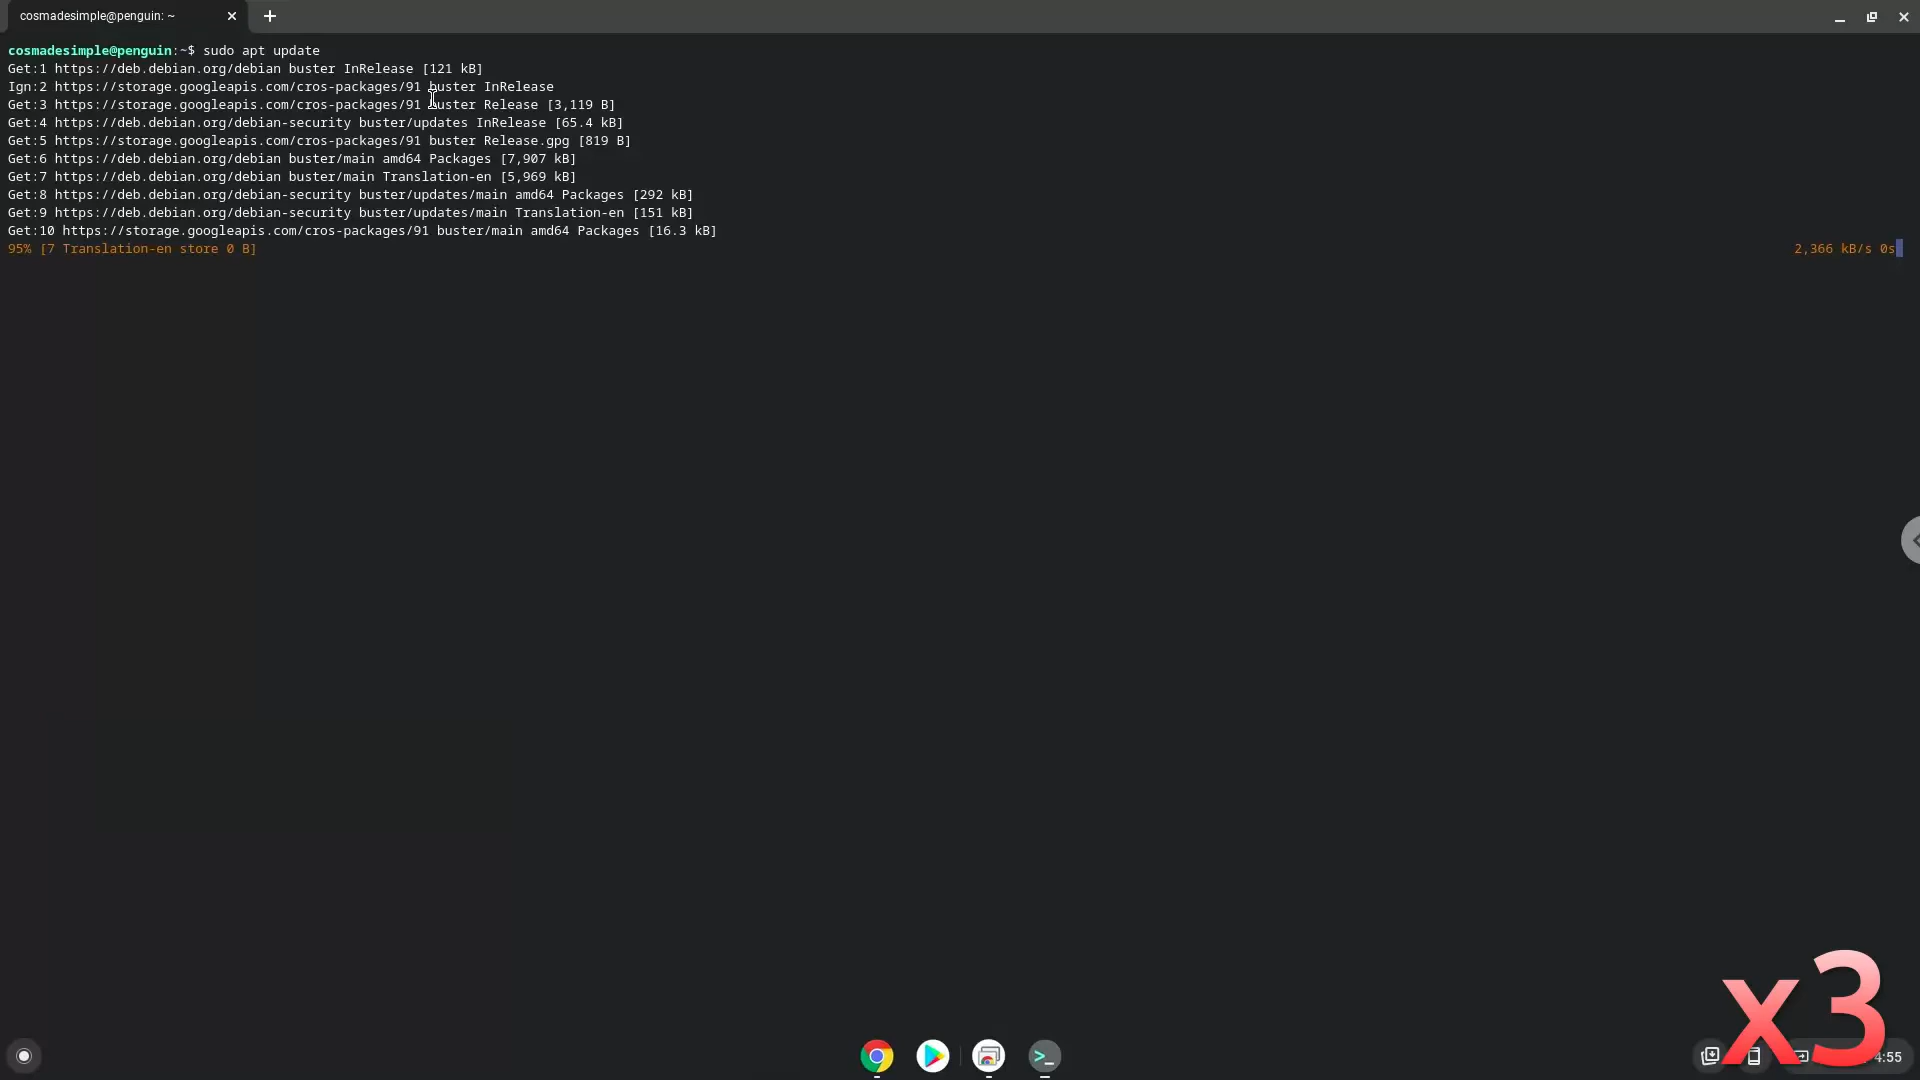 cosmadesimple@penguin: ~
cosmadesimple@penguin:~$ sudo apt update
Get:1 https://deb.debian.org/debian buster InRelease [121 kB]
Ign:2 https://storage.googleapis.com/cros-packages/91 buster InRelease
Get:3 https://storage.googleapis.com/cros-packages/91 buster Release [3,119 B]
Get:4 https://deb.debian.org/debian-security buster/updates InRelease [65.4 kB]
Get:5 https://storage.googleapis.com/cros-packages/91 buster Release.gpg [819 B]
Get:6 https://deb.debian.org/debian buster/main amd64 Packages [7,907 kB]
Get:7 https://deb.debian.org/debian buster/main Translation-en [5,969 kB]
Get:8 https://deb.debian.org/debian-security buster/updates/main amd64 Packages [292 kB]
Get:9 https://deb.debian.org/debian-security buster/updates/main Translation-en [151 kB]
Get:10 https://storage.googleapis.com/cros-packages/91 buster/main amd64 Packages [16.3 kB]
95% [7 Translation-en store 0 B] 2,366 kB/s 0s
x3
4:55